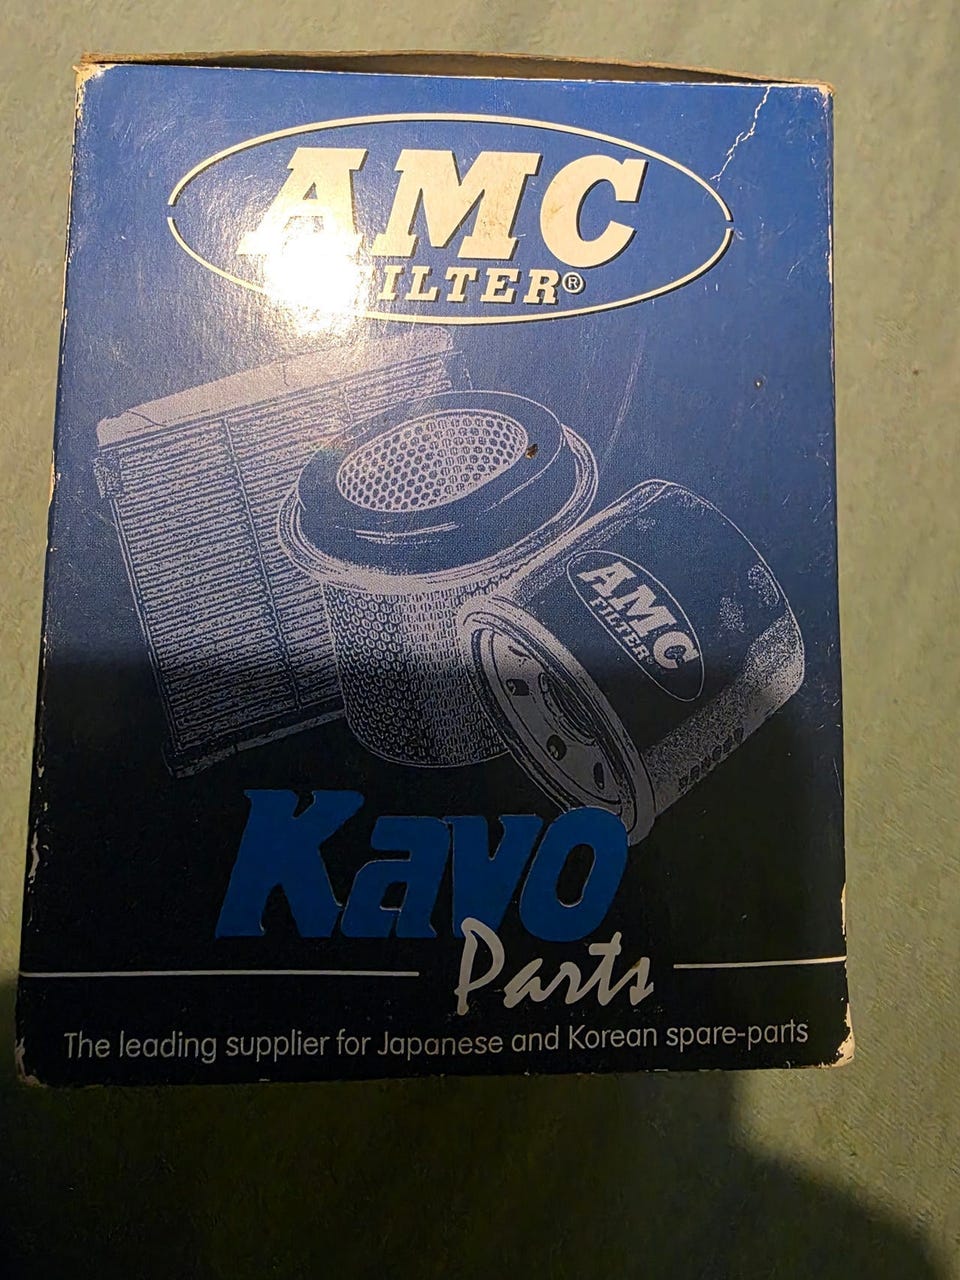 AMC
FILTER®
AMC
FILTER®
Kavo
Parts
The leading supplier for Japanese and Korean spare-parts